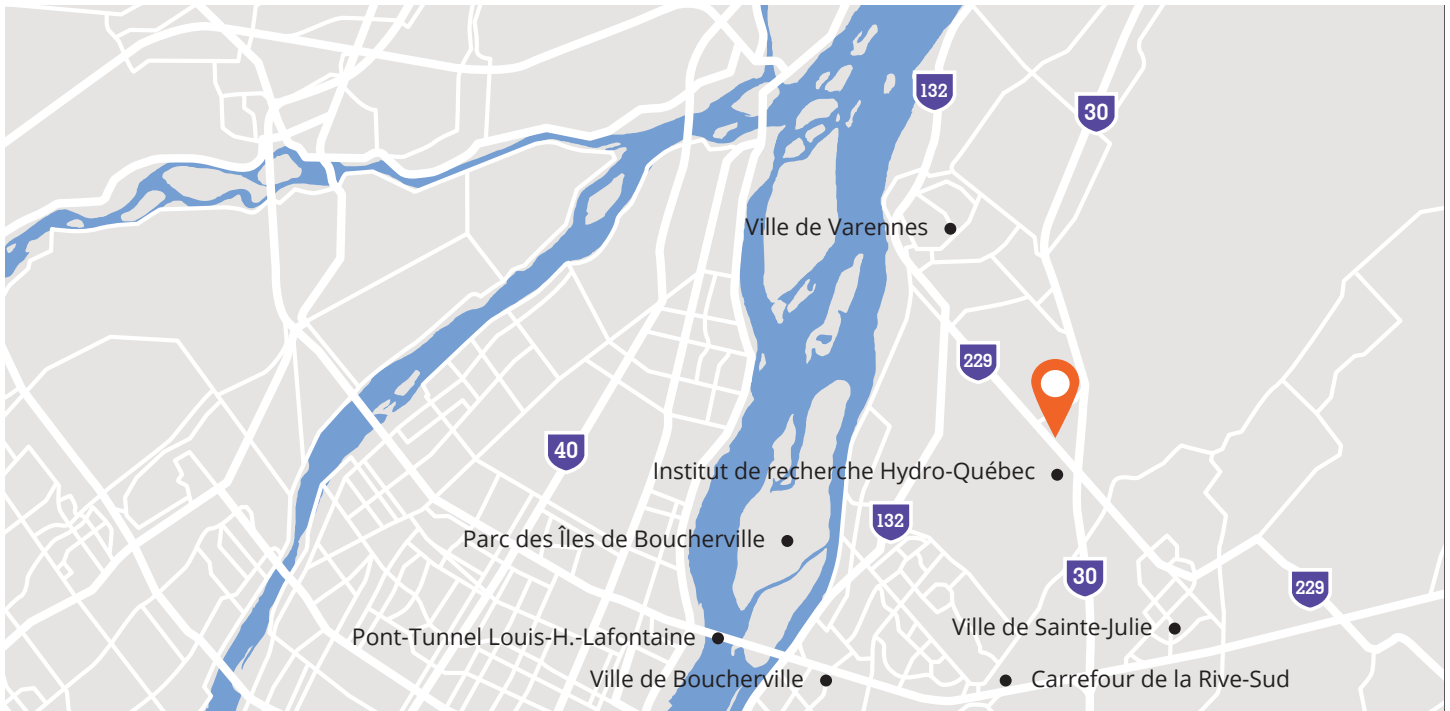 132
30
Ville de Varennes
229
40
Institut de recherche Hydro-Québec
132
Parc des Îles de Boucherville
30
229
Ville de Sainte-Julie
Pont-Tunnel Louis-H.-Lafontaine
Ville de Boucherville
Carrefour de la Rive-Sud